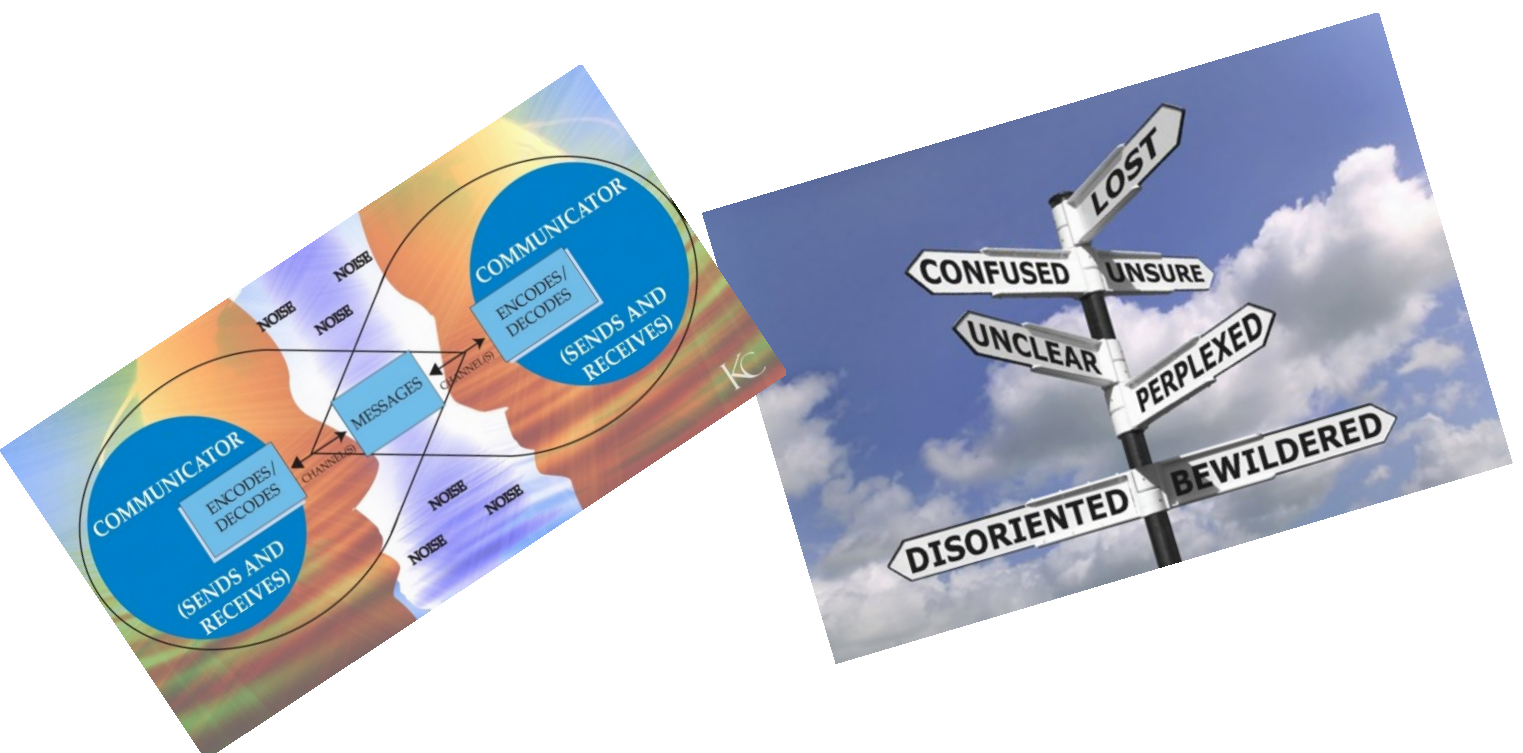 COMMUNICATOR
ENCODES/
DECODES
(SENDS AND
RECEIVES)
CHANNEL(S)
MESSAGES
CHANNEL(S)
COMMUNICATOR
ENCODES/
DECODES
(SENDS AND
RECEIVES)
NOISE
NOISE
NOISE
NOISE
NOISE
NOISE
KC
LOST
CONFUSED
UNSURE
UNCLEAR
PERPLEXED
BEWILDERED
DISORIENTED